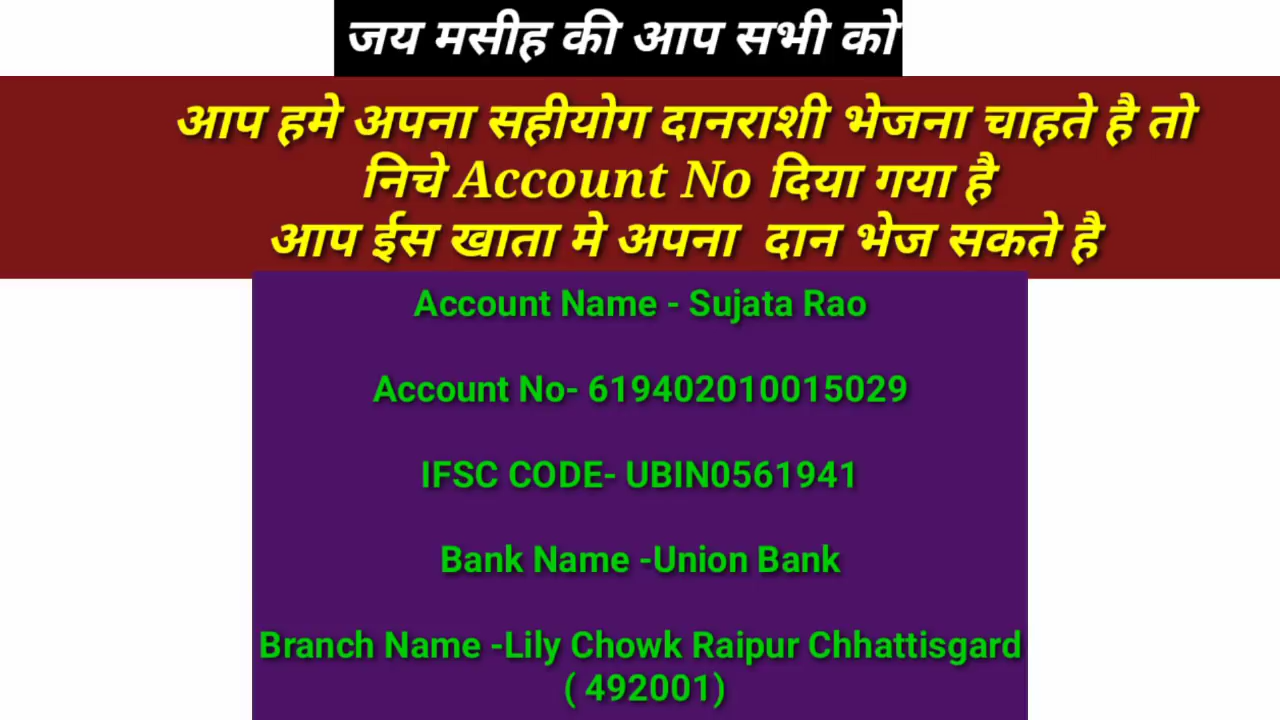 जय मसीह की आप सभी को
आप हमे अपना सहीयोग दानराशी भेजना चाहते है तो
निचे Account No दिया गया है
आप ईस खाता मे अपना दान भेज सकते है
Account Name - Sujata Rao
Account No- 619402010015029
IFSC CODE- UBIN0561941
Bank Name -Union Bank
Branch Name -Lily Chowk Raipur Chhattisgard
( 492001)